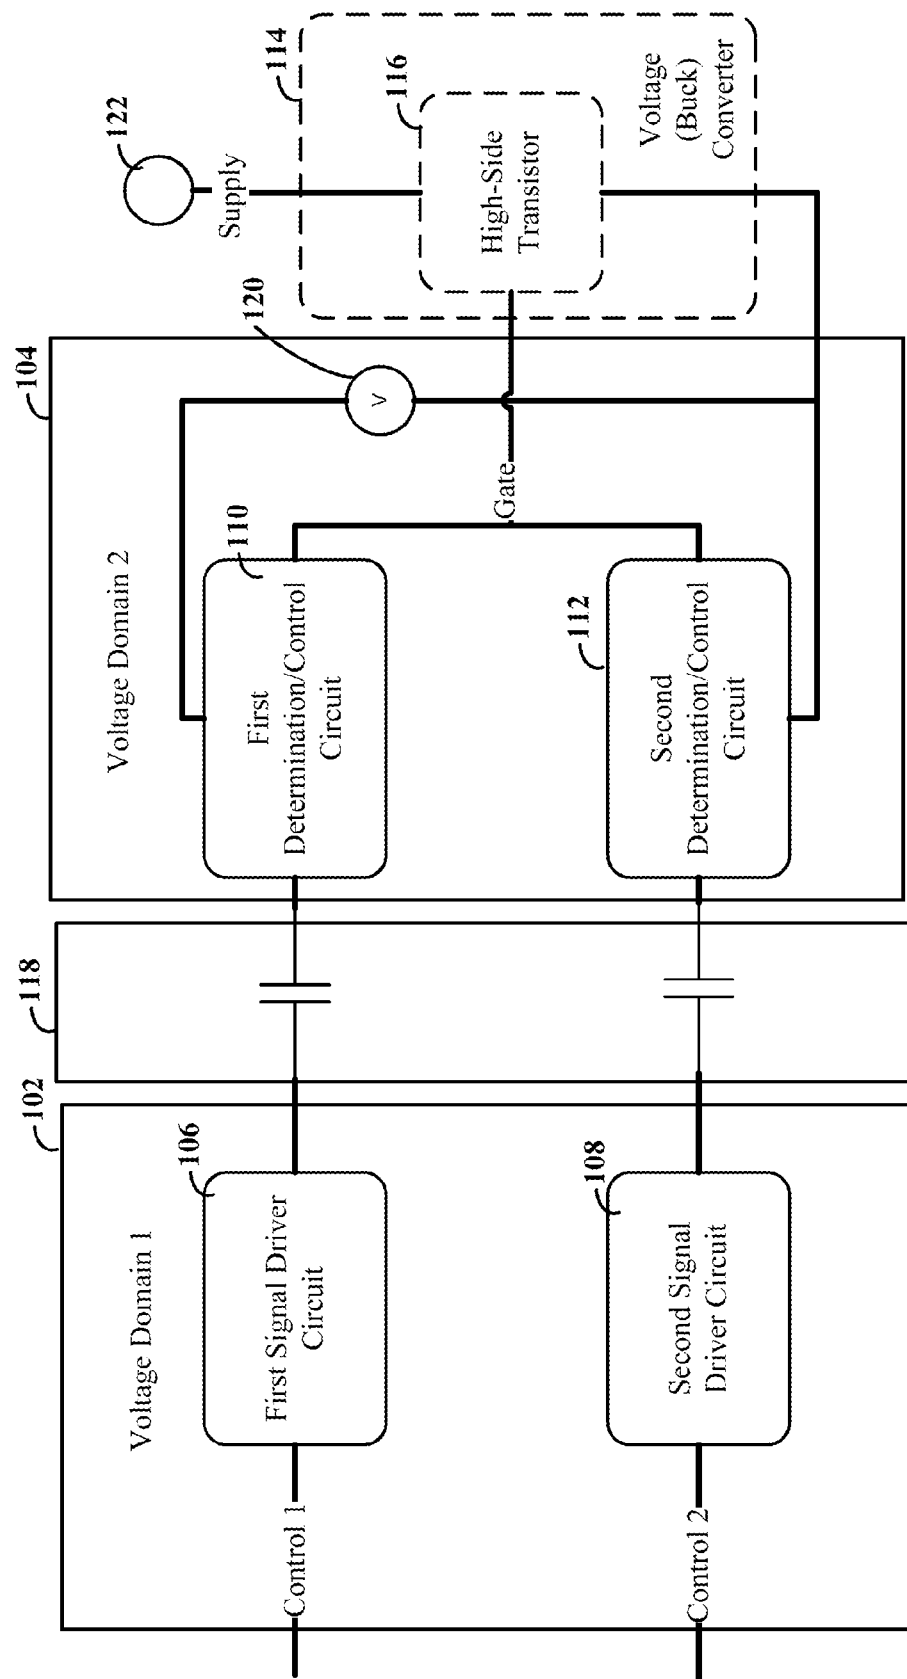 102
118
104
122
114
Voltage Domain 1
Voltage Domain 2
Supply
106
110
120
116
First Signal Driver
Circuit
First
Determination/Control
Circuit
V
High-Side
Transistor
Control 1
Gate
Voltage
(Buck)
Converter
108
112
Second Signal
Driver Circuit
Second
Determination/Control
Circuit
Control 2